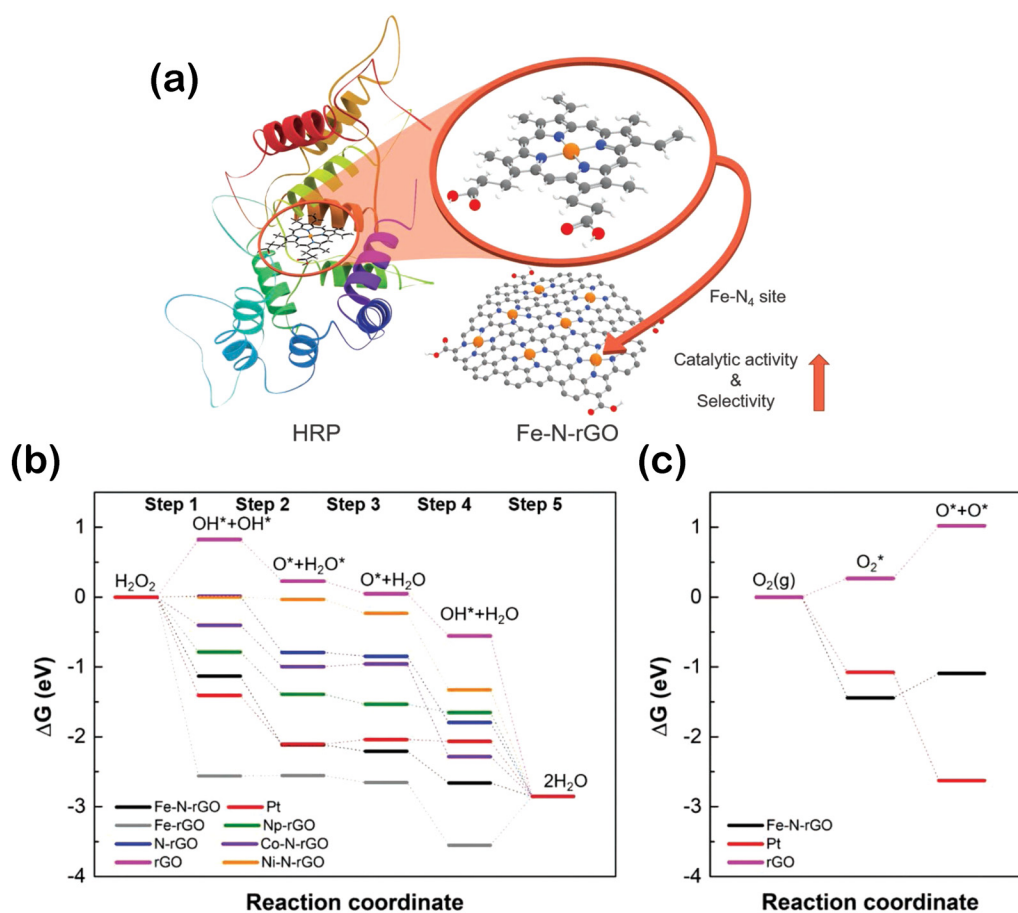 (a)
Fe-N4 site
Catalytic activity
&
Selectivity
HRP
Fe-N-rGO
(b)
Step 1 Step 2 Step 3 Step 4 Step 5
OH*+OH*
H2O2
O*+H2O*
O*+H2O
OH*+H2O
2H2O
1
0
-1
-2
-3
-4
ΔG (eV)
Fe-N-rGO Pt
Fe-rGO Np-rGO
N-rGO Co-N-rGO
rGO Ni-N-rGO
Reaction coordinate
(c)
O*+O*
O2*
O2(g)
1
0
-1
-2
-3
-4
ΔG (eV)
Fe-N-rGO
Pt
rGO
Reaction coordinate